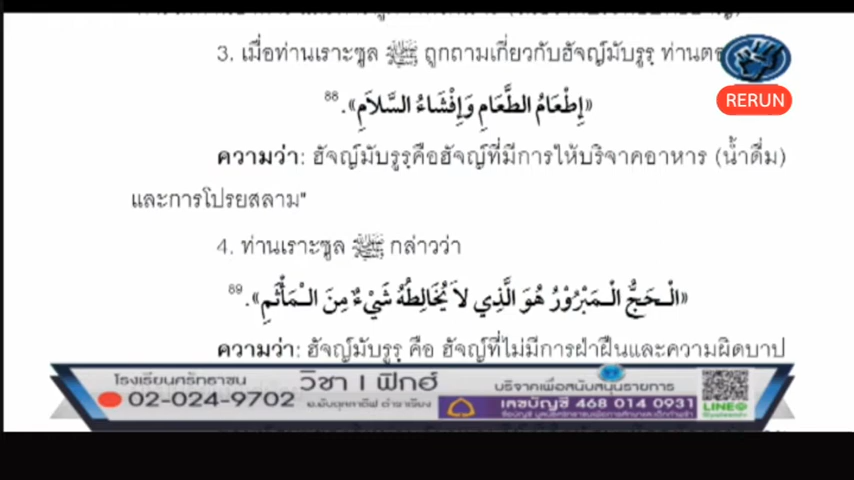 3. เมื่อท่านเราะซูล ﷺ ถูกถามเกี่ยวกับฮัจญ์มับรูรฺ ท่านต
RERUN
«إِطْعَامُ الطَّعَامِ وَإِفْشَاءُ السَّلاَمِ». 88
ความว่า: ฮัจญ์มับรูรฺคือฮัจญ์ที่มีการให้บริจาคอาหาร (น้ำดื่ม)
และการโปรยสลาม"
4. ท่านเราะซูล ﷺ กล่าวว่า
«الْـحَجُّ الْـمَبْرُوْرُ هُوَ الَّذِي لاَ يُخَالِطُهُ شَيْءٌ مِنَ الـْمَأْثَمِ». 89
ความว่า: ฮัจญ์มับรูรฺ คือ ฮัจญ์ที่ไม่มีการฝ่าฝืนและความผิดบาป
โรงเรียนศรัทธาชน
02-024-9702
วิชา I ฟิกฮ์
บริจาคเพื่อสนับสนุนรายการ
เลขบัญชี 468 014 0931
LINE@